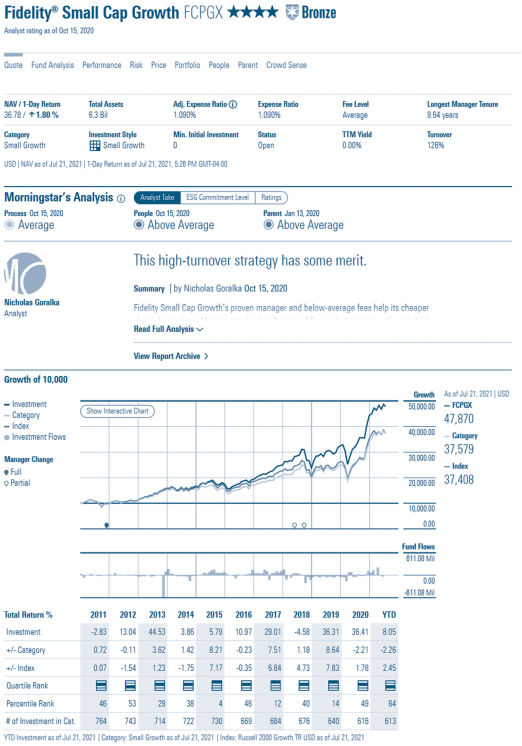 Fidelity® Small Cap Growth FCPGX ★★★★ Bronze
Analyst rating as of Oct 15, 2020
Quote Fund Analysis Performance Risk Price Portfolio People Parent Crowd Sense
NAV / 1-Day Return Total Assets Adj. Expense Ratio Expense Ratio Fee Level Longest Manager Tenure
36.78 / ↑ 1.80 % 6.3 Bil 1.090% 1.090% Average 9.64 years
Category Investment Style Min. Initial Investment Status TTM Yield Turnover
Small Growth Small Growth 0 Open 0.00% 126%
USD | NAV as of Jul 21, 2021 | 1-Day Return as of Jul 21, 2021, 5:26 PM GMT-04:00
Morningstar's Analysis Analyst Take ESG Commitment Level Ratings
Process Oct 15, 2020 People Oct 15, 2020 Parent Jan 13, 2020
Average Above Average Above Average
This high-turnover strategy has some merit.
Summary | by Nicholas Goralka Oct 15, 2020
Nicholas Goralka
Analyst
Fidelity Small Cap Growth's proven manager and below-average fees help its cheaper
Read Full Analysis
View Report Archive
Growth of 10,000
Investment
Category
Index
Investment Flows
Manager Change
Full
Partial
Show Interactive Chart
Growth
50,000.00
40,000.00
30,000.00
20,000.00
10,000.00
0.00
As of Jul 21, 2021 | USD
FCPGX
47,870
Category
37,579
Index
37,408
Fund Flows
611.08 Mil
0.00
-611.08 Mil
Total Return % 2011 2012 2013 2014 2015 2016 2017 2018 2019 2020 YTD
Investment -2.83 13.04 44.53 3.86 5.79 10.97 29.01 -4.58 36.31 36.41 8.05
+/- Category 0.72 -0.11 3.62 1.42 8.21 -0.23 7.51 1.18 8.64 -2.21 -2.26
+/- Index 0.07 -1.54 1.23 -1.75 7.17 -0.35 6.84 4.73 7.83 1.78 2.45
Quartile Rank
Percentile Rank 46 53 29 38 4 46 12 40 14 49 64
# of Investment in Cat. 764 743 714 722 730 669 684 676 640 616 613
YTD Investment as of Jul 21, 2021 | Category: Small Growth as of Jul 21, 2021 | Index: Russell 2000 Growth TR USD as of Jul 21, 2021